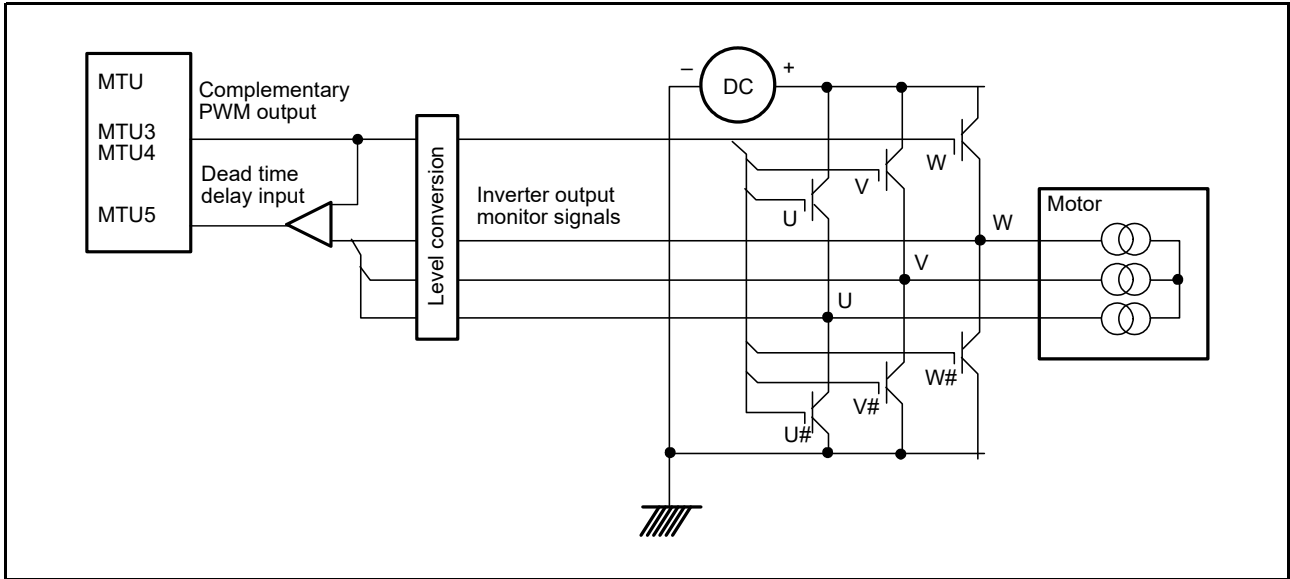 MTU
MTU3
MTU4
MTU5
Complementary
PWM output
Dead time
delay input
Level conversion
Inverter output
monitor signals
–
DC
+
W
V
U
W
V
U
W#
V#
U#
Motor